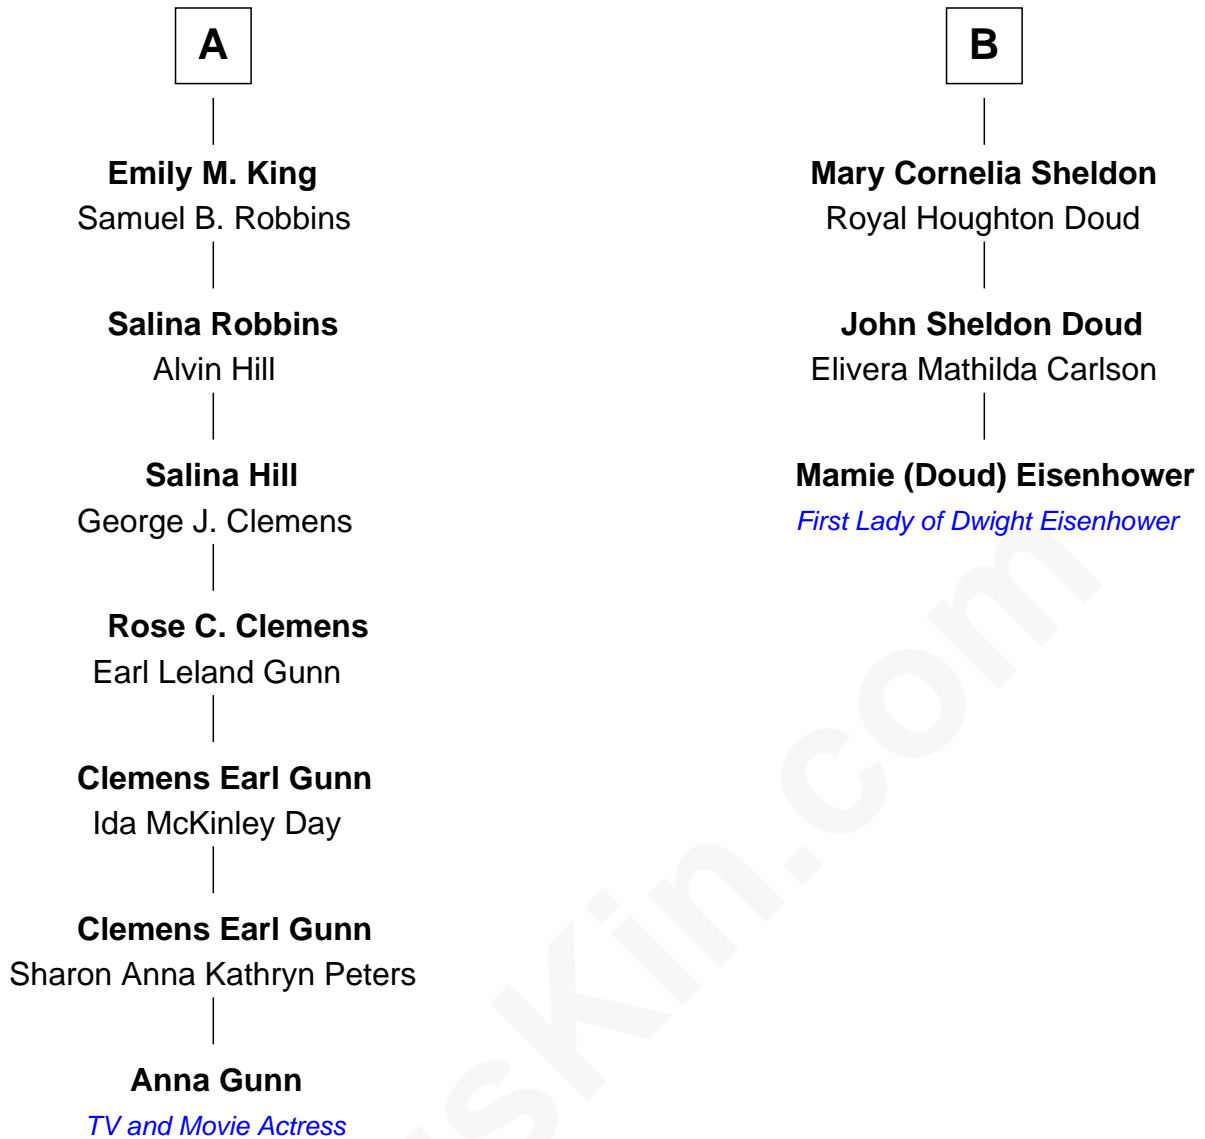 A
Emily M. King
Samuel B. Robbins
Salina Robbins
Alvin Hill
Salina Hill
George J. Clemens
Rose C. Clemens
Earl Leland Gunn
Clemens Earl Gunn
Ida McKinley Day
Clemens Earl Gunn
Sharon Anna Kathryn Peters
Anna Gunn
TV and Movie Actress
B
Mary Cornelia Sheldon
Royal Houghton Doud
John Sheldon Doud
Elivera Mathilda Carlson
Mamie (Doud) Eisenhower
First Lady of Dwight Eisenhower
sKin.com